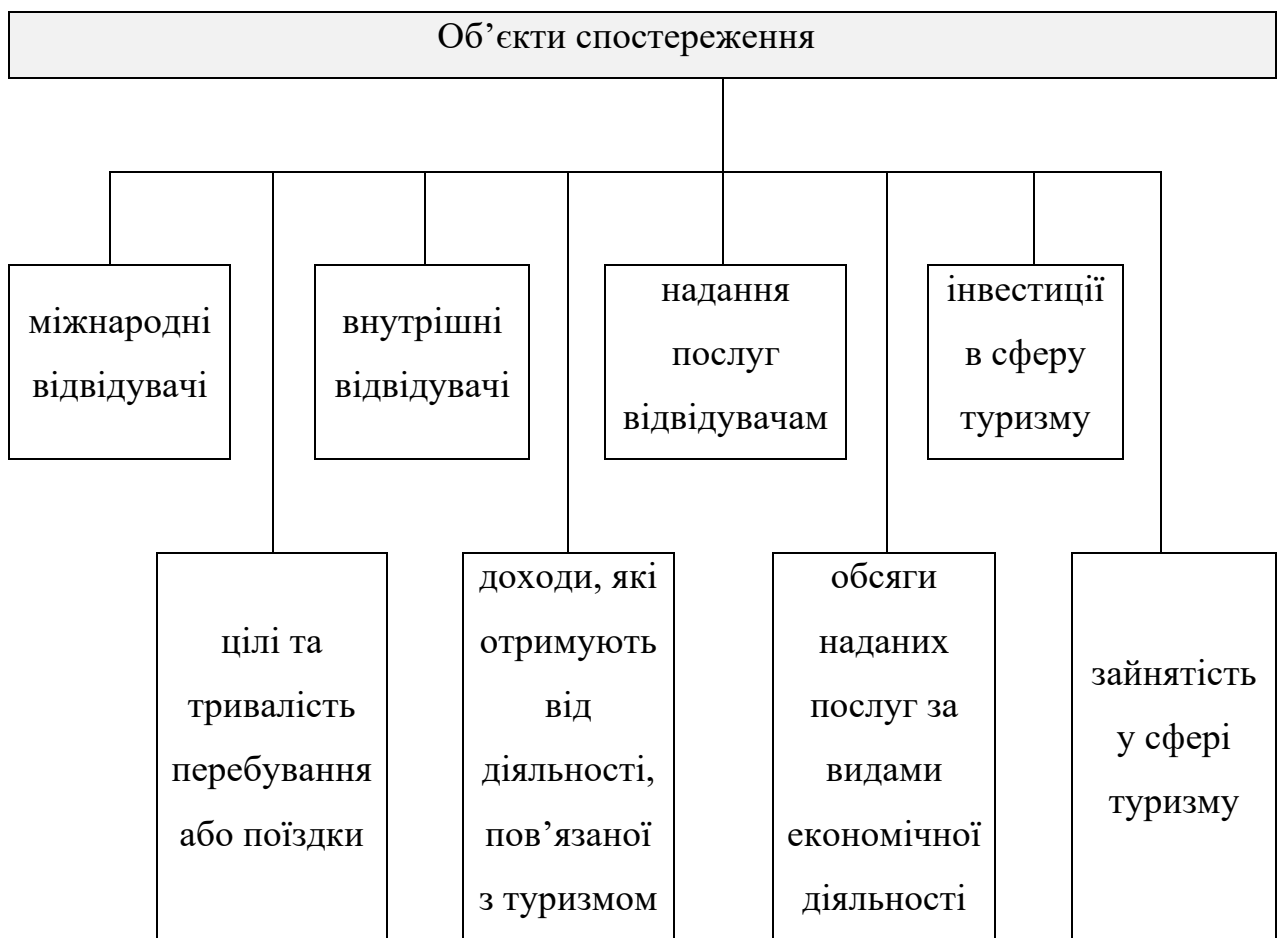 Об’єкти спостереження
міжнародні
відвідувачі
внутрішні
відвідувачі
надання
послуг
відвідувачам
інвестиції
в сферу
туризму
цілі та
тривалість
перебування
або поїздки
доходи, які
отримують
від
діяльності,
пов’язаної
з туризмом
обсяги
наданих
послуг за
видами
економічної
діяльності
зайнятість
у сфері
туризму